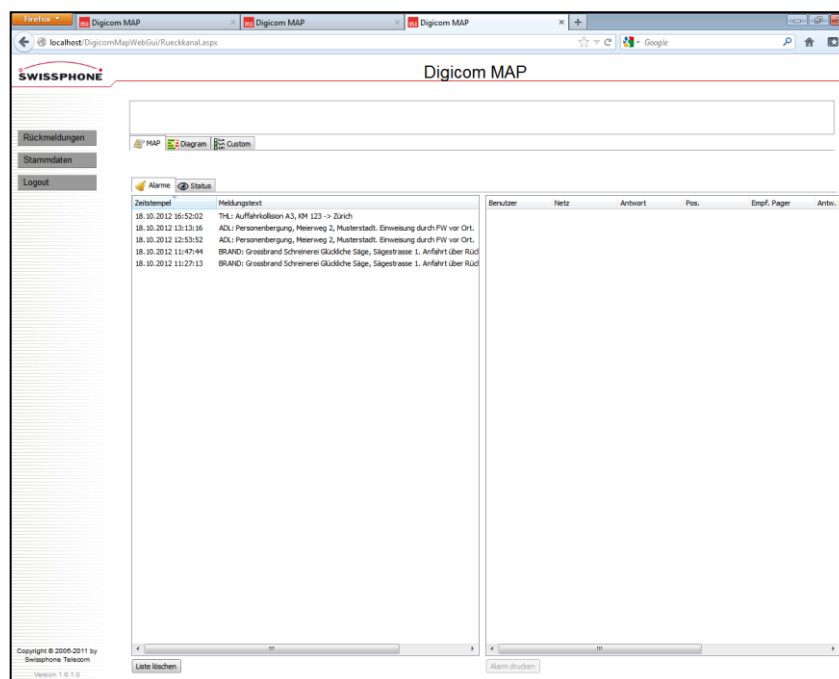 Firefox
Digicom MAP
Digicom MAP
Digicom MAP
localhost/DigicomMapWebGui/Rueckkanal.aspx
Google
SWISSPHONE
Digicom MAP
Rückmeldungen
Stammdaten
Logout
MAP
Diagram
Custom
Alarme
Status
Zeitstempel Meldungstext
18.10.2012 16:52:02 THL: Auffahrkollision A3, KM 123 -> Zürich
18.10.2012 13:13:16 ADL: Personenbergung, Meierweg 2, Musterstadt. Einweisung durch FW vor Ort.
18.10.2012 12:53:52 ADL: Personenbergung, Meierweg 2, Musterstadt. Einweisung durch FW vor Ort.
18.10.2012 11:47:44 BRAND: Grossbrand Schreinerei Glückliche Säge, Sägestrasse 1. Anfahrt über Rüd
18.10.2012 11:27:13 BRAND: Grossbrand Schreinerei Glückliche Säge, Sägestrasse 1. Anfahrt über Rüd
Benutzer Netz Antwort Pos. Empf. Pager Antw.
Liste löschen
Alarm drucken
Copyright © 2006-2011 by
Swissphone Telecom
Version 1.6.1.0